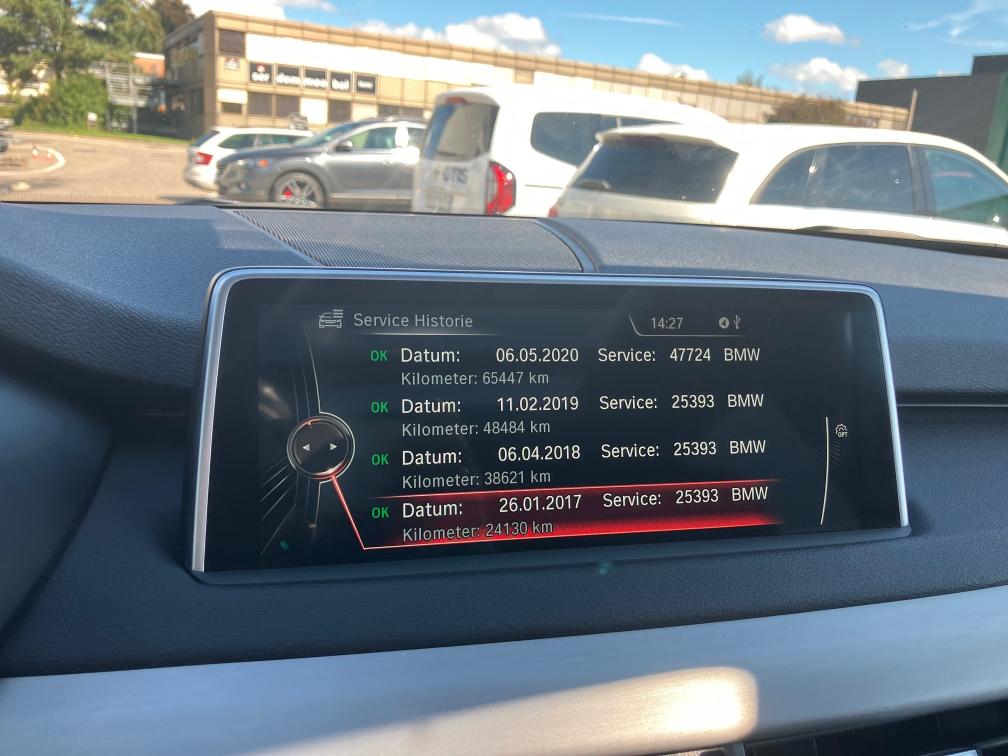 Service Historie
14:27
OK Datum: 06.05.2020 Service: 47724 BMW
Kilometer: 65447 km
OK Datum: 11.02.2019 Service: 25393 BMW
Kilometer: 48484 km
OK Datum: 06.04.2018 Service: 25393 BMW
Kilometer: 38621 km
OK Datum: 26.01.2017 Service: 25393 BMW
Kilometer: 24130 km
OPT
OTIS